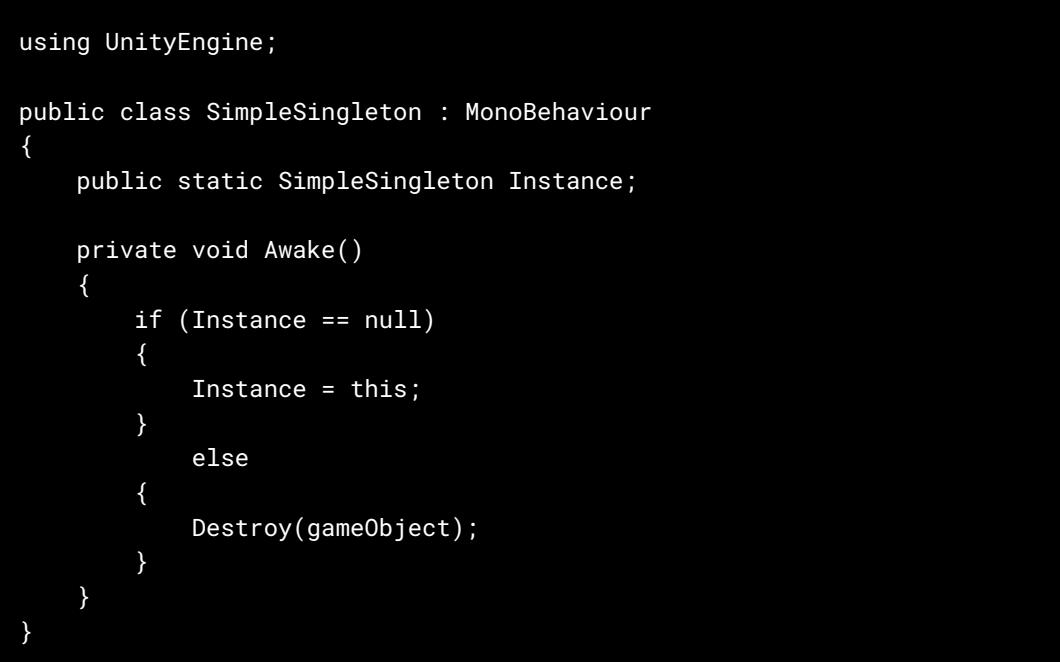 using UnityEngine;

public class SimpleSingleton : MonoBehaviour
{
    public static SimpleSingleton Instance;

    private void Awake()
    {
        if (Instance == null)
        {
            Instance = this;
        }
            else
        {
            Destroy(gameObject);
        }
    }
}